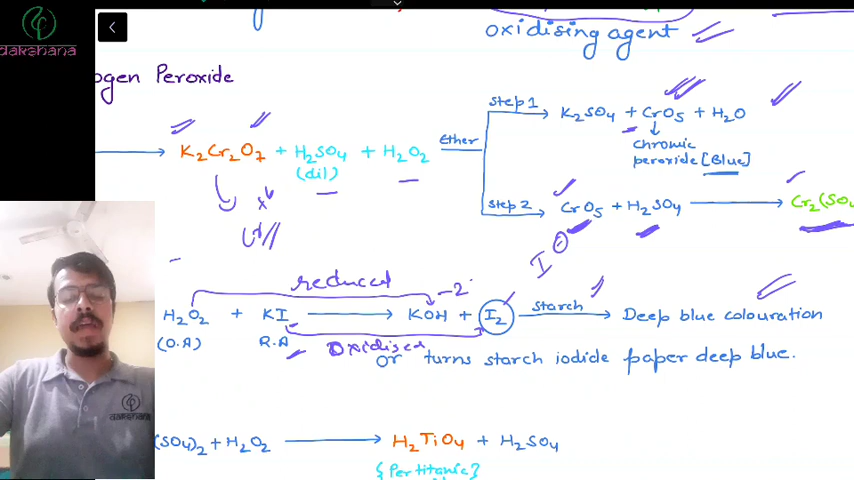 dakshana
oxidising agent
ogen Peroxide
Step 1
K2SO4 + CrO5 + H2O
chromic
peroxide [Blue]
K2Cr2O7 + H2SO4 + H2O2
(dil)
Ether
Step 2
CrO5 + H2SO4
Cr2(SO4
I⊖
reduced
-2
H2O2 + KI
KOH + I2
starch
Deep blue colouration
(O.A)
R.A
Oxidised
or turns starch iodide paper deep blue.
(SO4)2 + H2O2
H2TiO4 + H2SO4
{Pertitanic}
dakshana